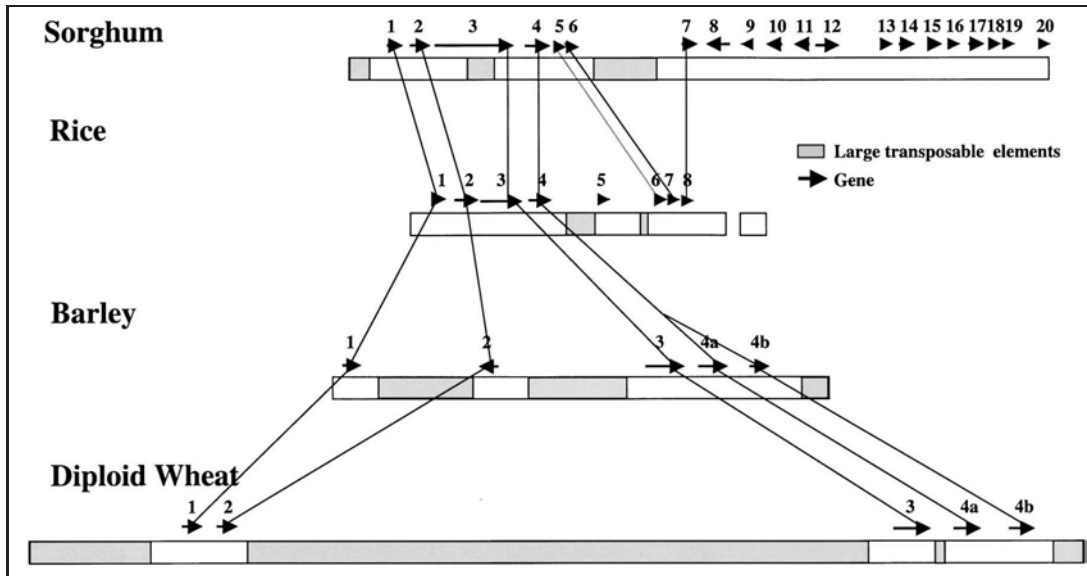 Sorghum
1 2 3 4 5 6 7 8 9 10 11 12 13 14 15 16 17 18 19 20
Rice
Large transposable elements
Gene
1 2 3 4 5 6 7 8
Barley
1 2 3 4a 4b
Diploid Wheat
1 2 3 4a 4b